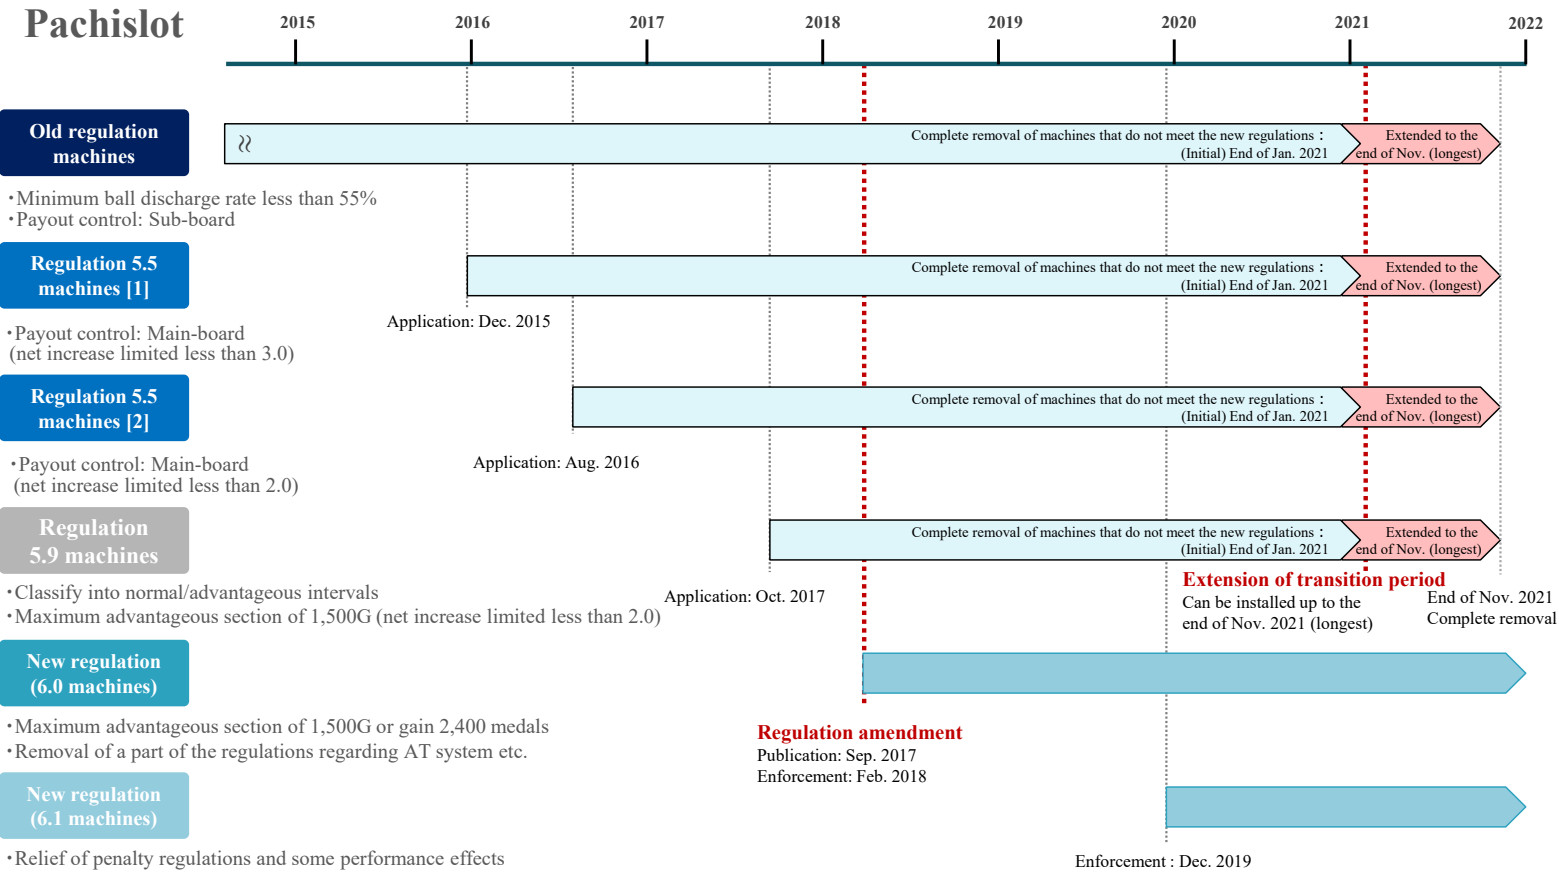 Pachislot
2015
2016
2017
2018
2019
2020
2021
2022
Old regulation
machines
Complete removal of machines that do not meet the new regulations：
(Initial) End of Jan. 2021
Extended to the
end of Nov. (longest)
・Minimum ball discharge rate less than 55%
・Payout control: Sub-board
Regulation 5.5
machines [1]
Complete removal of machines that do not meet the new regulations：
(Initial) End of Jan. 2021
Extended to the
end of Nov. (longest)
Application: Dec. 2015
・Payout control: Main-board
(net increase limited less than 3.0)
Regulation 5.5
machines [2]
Complete removal of machines that do not meet the new regulations：
(Initial) End of Jan. 2021
Extended to the
end of Nov. (longest)
Application: Aug. 2016
・Payout control: Main-board
(net increase limited less than 2.0)
Regulation
5.9 machines
Complete removal of machines that do not meet the new regulations：
(Initial) End of Jan. 2021
Extended to the
end of Nov. (longest)
・Classify into normal/advantageous intervals
・Maximum advantageous section of 1,500G (net increase limited less than 2.0)
Application: Oct. 2017
Extension of transition period
Can be installed up to the
end of Nov. 2021 (longest)
End of Nov. 2021
Complete removal
New regulation
(6.0 machines)
・Maximum advantageous section of 1,500G or gain 2,400 medals
・Removal of a part of the regulations regarding AT system etc.
Regulation amendment
Publication: Sep. 2017
Enforcement: Feb. 2018
New regulation
(6.1 machines)
・Relief of penalty regulations and some performance effects
Enforcement : Dec. 2019